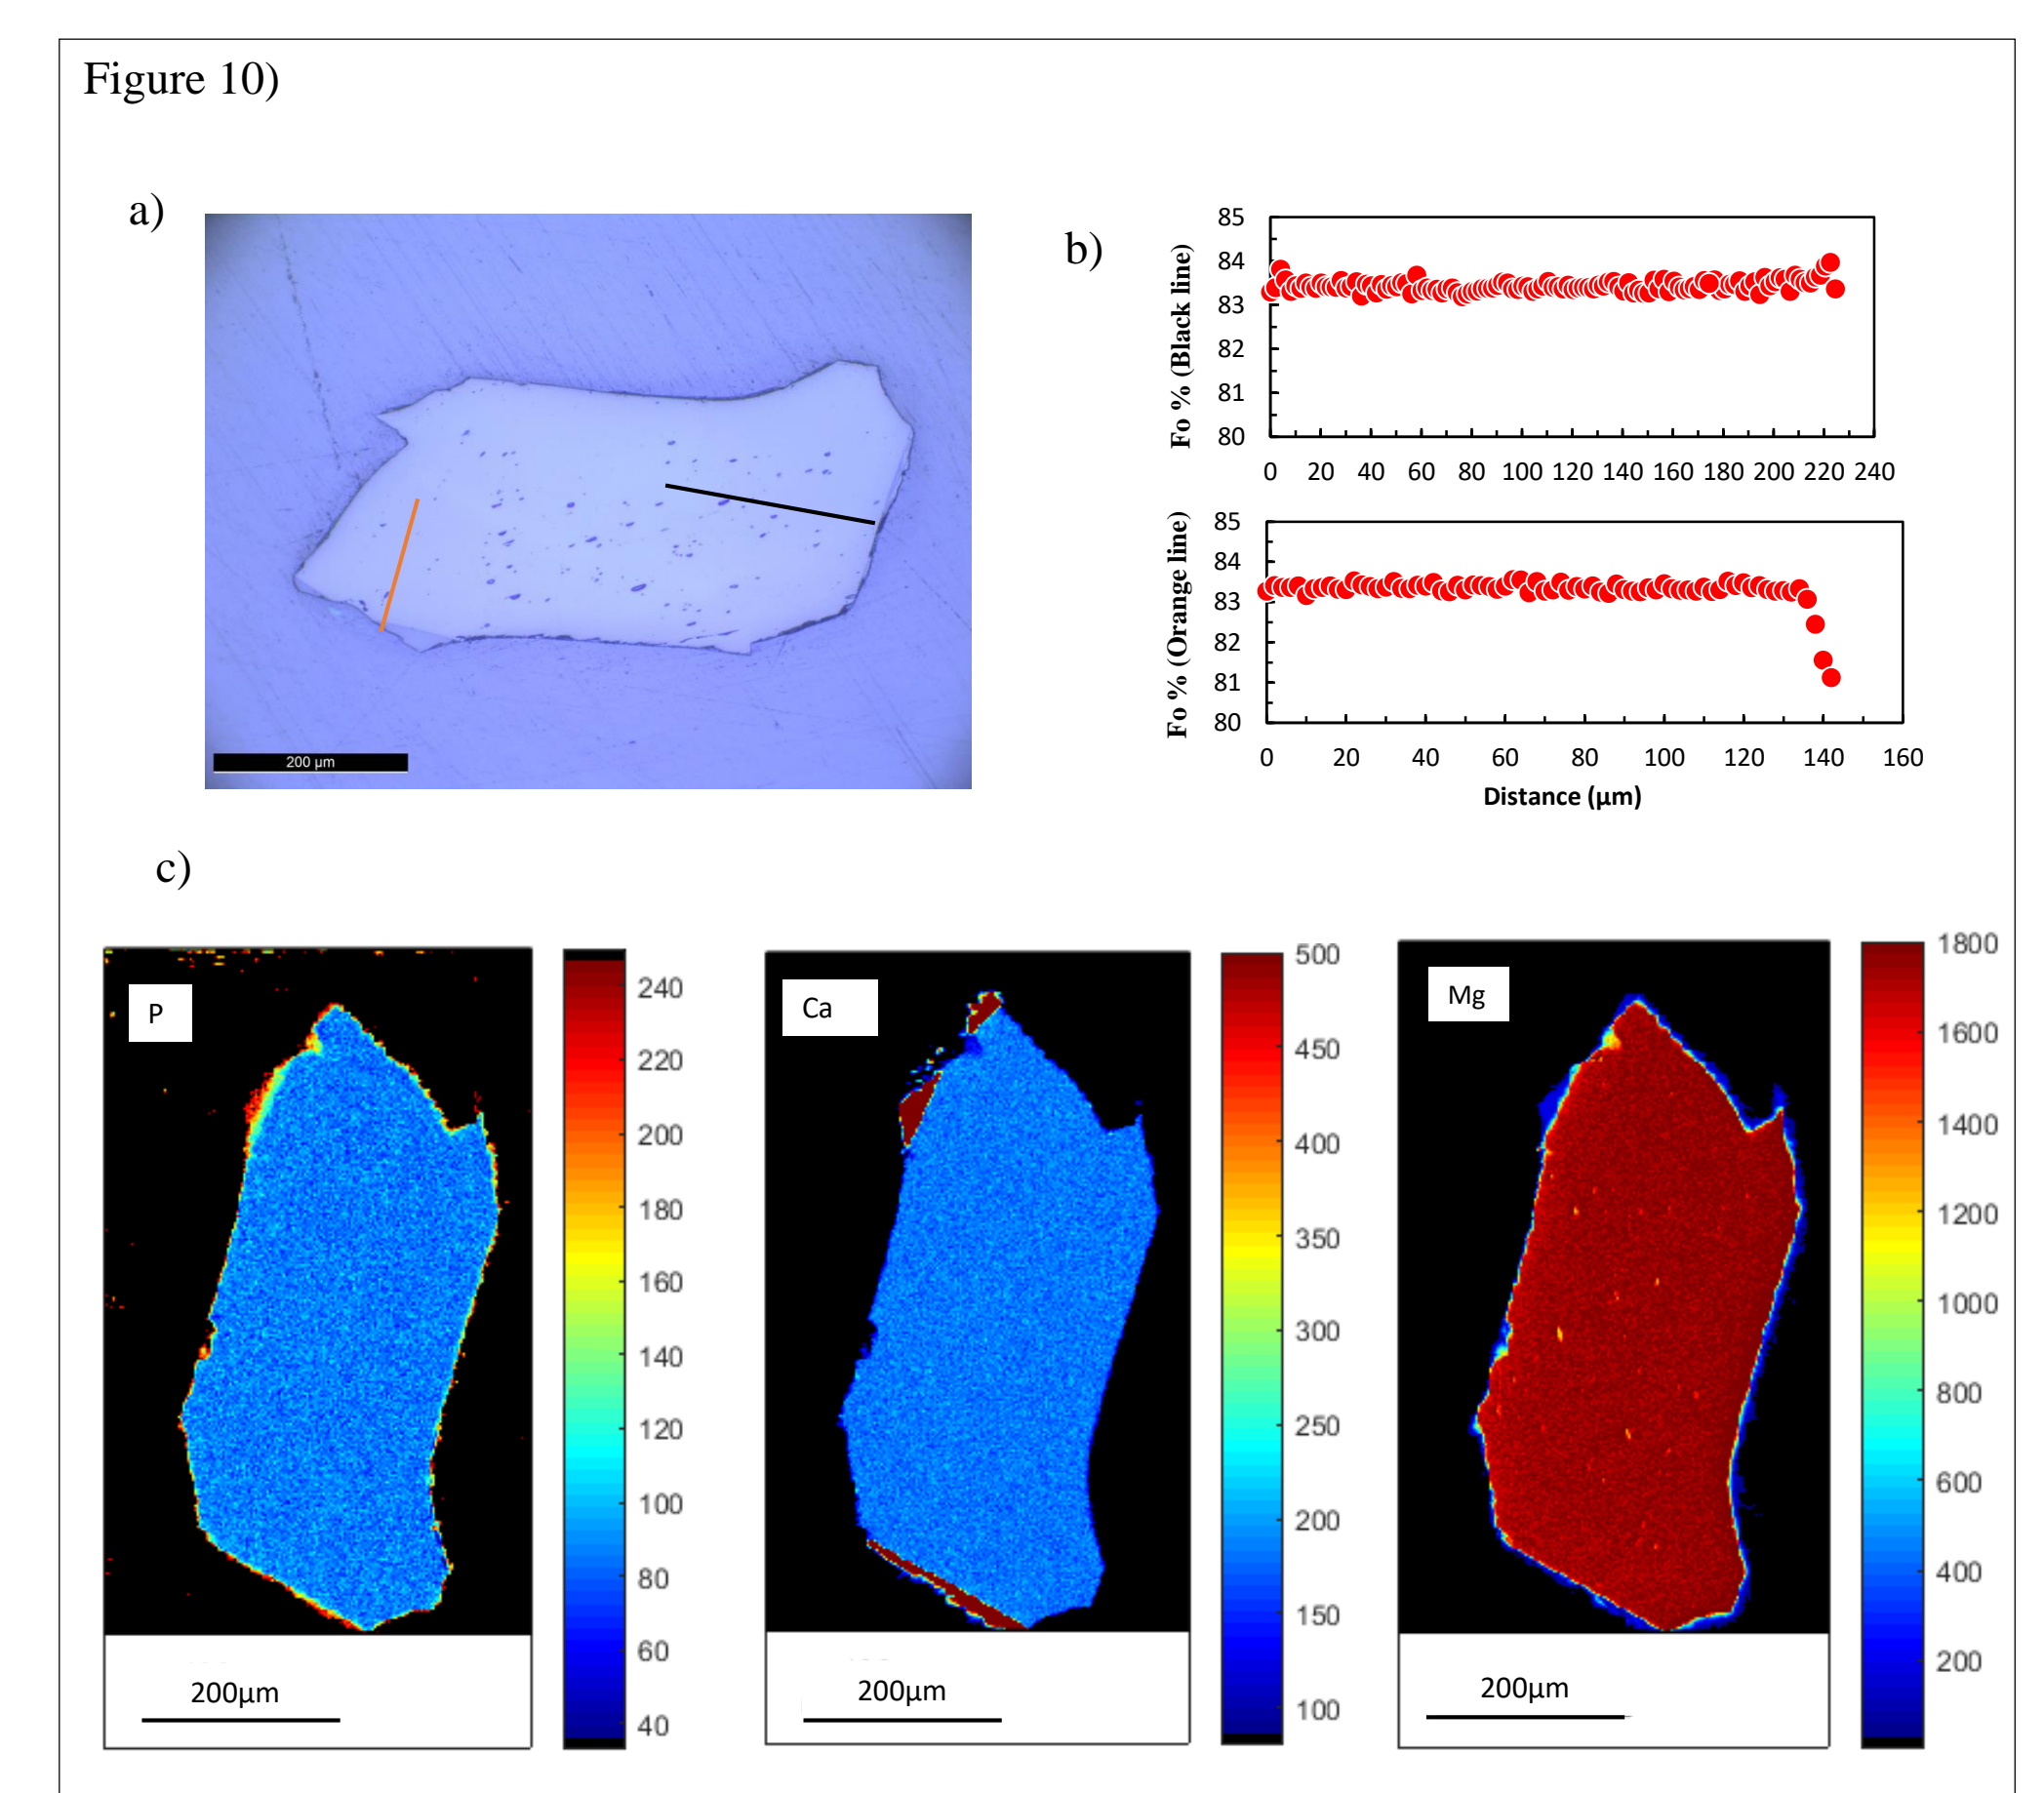 Figure 10)
a)
200 µm
b)
Fo % (Black line)
85
84
83
82
81
80
0 20 40 60 80 100 120 140 160 180 200 220 240
Fo % (Orange line)
85
84
83
82
81
80
0 20 40 60 80 100 120 140 160
Distance (µm)
c)
P
240
220
200
180
160
140
120
100
80
60
40
200µm
Ca
500
450
400
350
300
250
200
150
100
200µm
Mg
1800
1600
1400
1200
1000
800
600
400
200
200µm